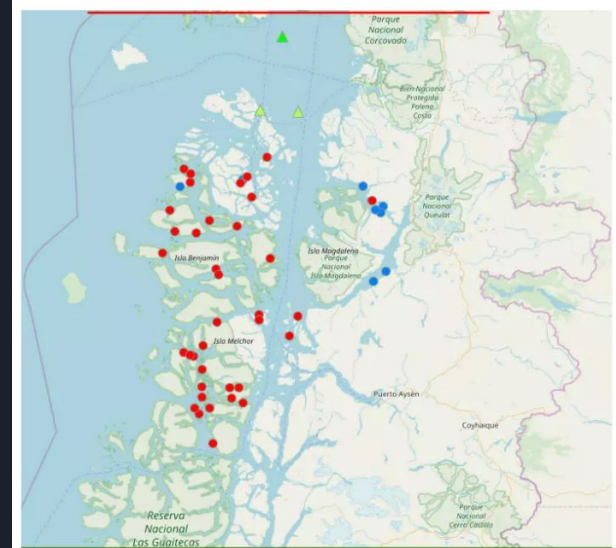 Parque
Nacional
Corcovado
Bien Nacional
Protegido
Palena
Costa
Parque
Nacional
Queulat
Isla Magdalena
Parque
Nacional
Isla Magdalena
Isla Benjamín
Isla Melchor
Puerto Aysén
Coyhaique
Parque
Nacional
Cerro Castillo
Reserva
Nacional
Las Guaitecas